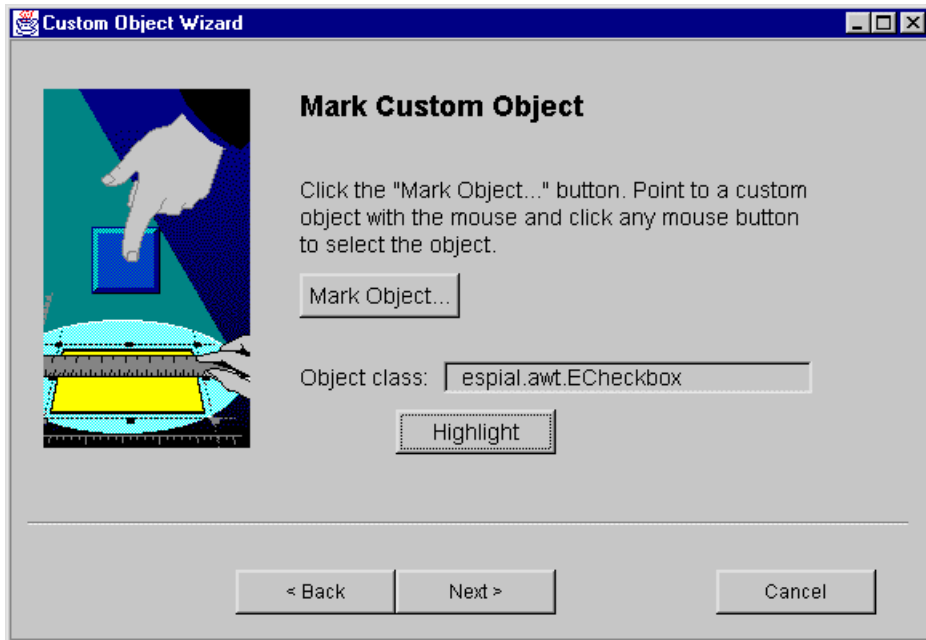 Custom Object Wizard
Mark Custom Object
Click the "Mark Object..." button. Point to a custom
object with the mouse and click any mouse button
to select the object.
Mark Object...
Object class: espial.awt.ECheckbox
Highlight
< Back Next > Cancel